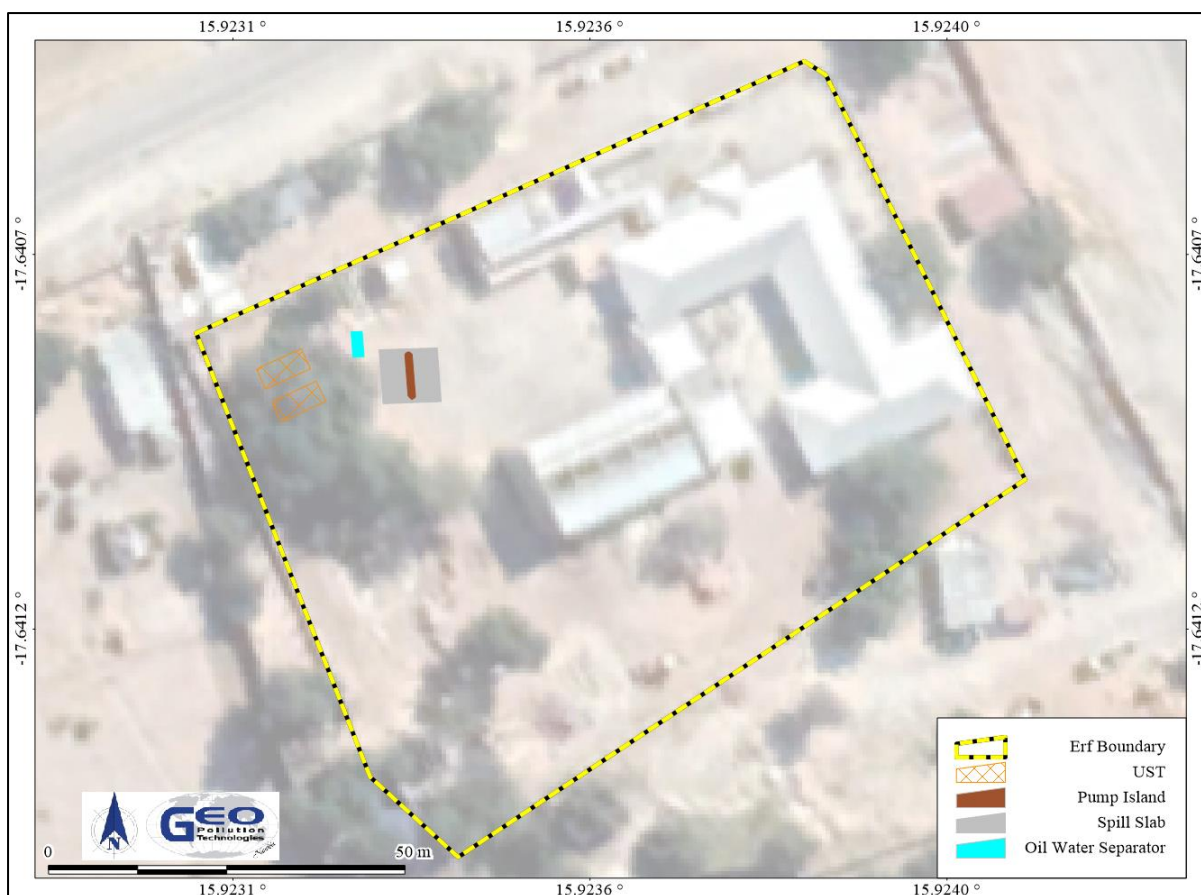 15.9231 °
15.9236 °
15.9240 °
-17.6407 °
-17.6407 °
-17.6412 °
-17.6412 °
Erf Boundary
UST
Pump Island
Spill Slab
Oil Water Separator
N
GEO
Pollution
Technologies
0
50 m
15.9231 °
15.9236 °
15.9240 °